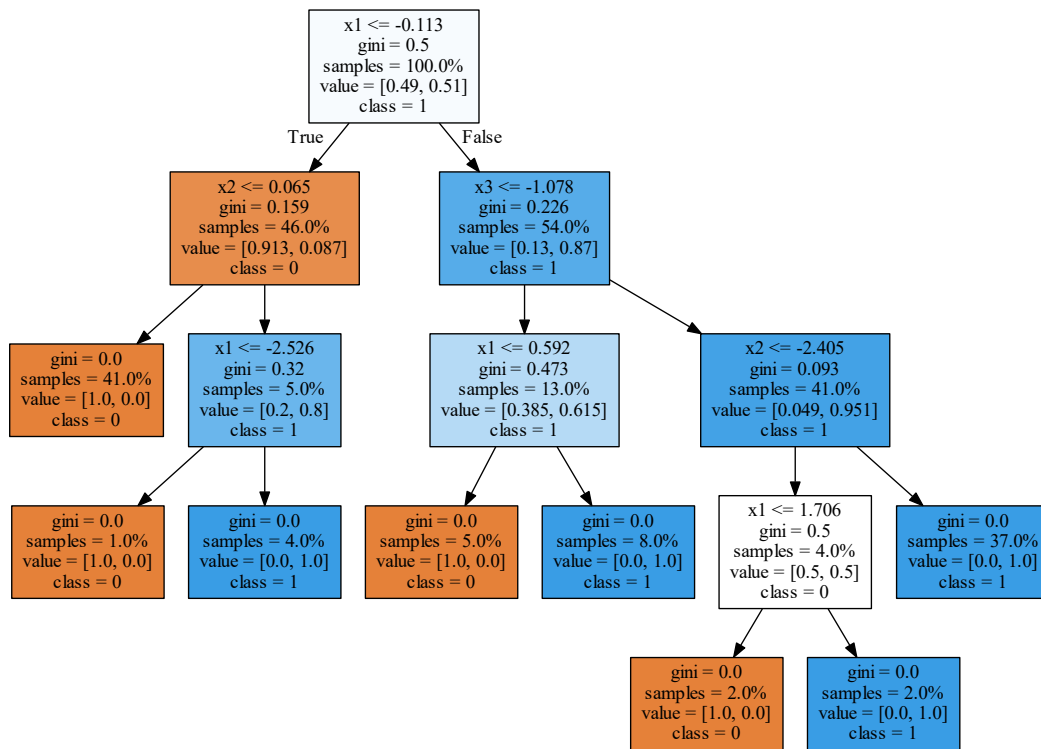 x1 <= -0.113
gini = 0.5
samples = 100.0%
value = [0.49, 0.51]
class = 1
True
False
x2 <= 0.065
gini = 0.159
samples = 46.0%
value = [0.913, 0.087]
class = 0
x3 <= -1.078
gini = 0.226
samples = 54.0%
value = [0.13, 0.87]
class = 1
gini = 0.0
samples = 41.0%
value = [1.0, 0.0]
class = 0
x1 <= -2.526
gini = 0.32
samples = 5.0%
value = [0.2, 0.8]
class = 1
x1 <= 0.592
gini = 0.473
samples = 13.0%
value = [0.385, 0.615]
class = 1
x2 <= -2.405
gini = 0.093
samples = 41.0%
value = [0.049, 0.951]
class = 1
gini = 0.0
samples = 1.0%
value = [1.0, 0.0]
class = 0
gini = 0.0
samples = 4.0%
value = [0.0, 1.0]
class = 1
gini = 0.0
samples = 5.0%
value = [1.0, 0.0]
class = 0
gini = 0.0
samples = 8.0%
value = [0.0, 1.0]
class = 1
x1 <= 1.706
gini = 0.5
samples = 4.0%
value = [0.5, 0.5]
class = 0
gini = 0.0
samples = 37.0%
value = [0.0, 1.0]
class = 1
gini = 0.0
samples = 2.0%
value = [1.0, 0.0]
class = 0
gini = 0.0
samples = 2.0%
value = [0.0, 1.0]
class = 1